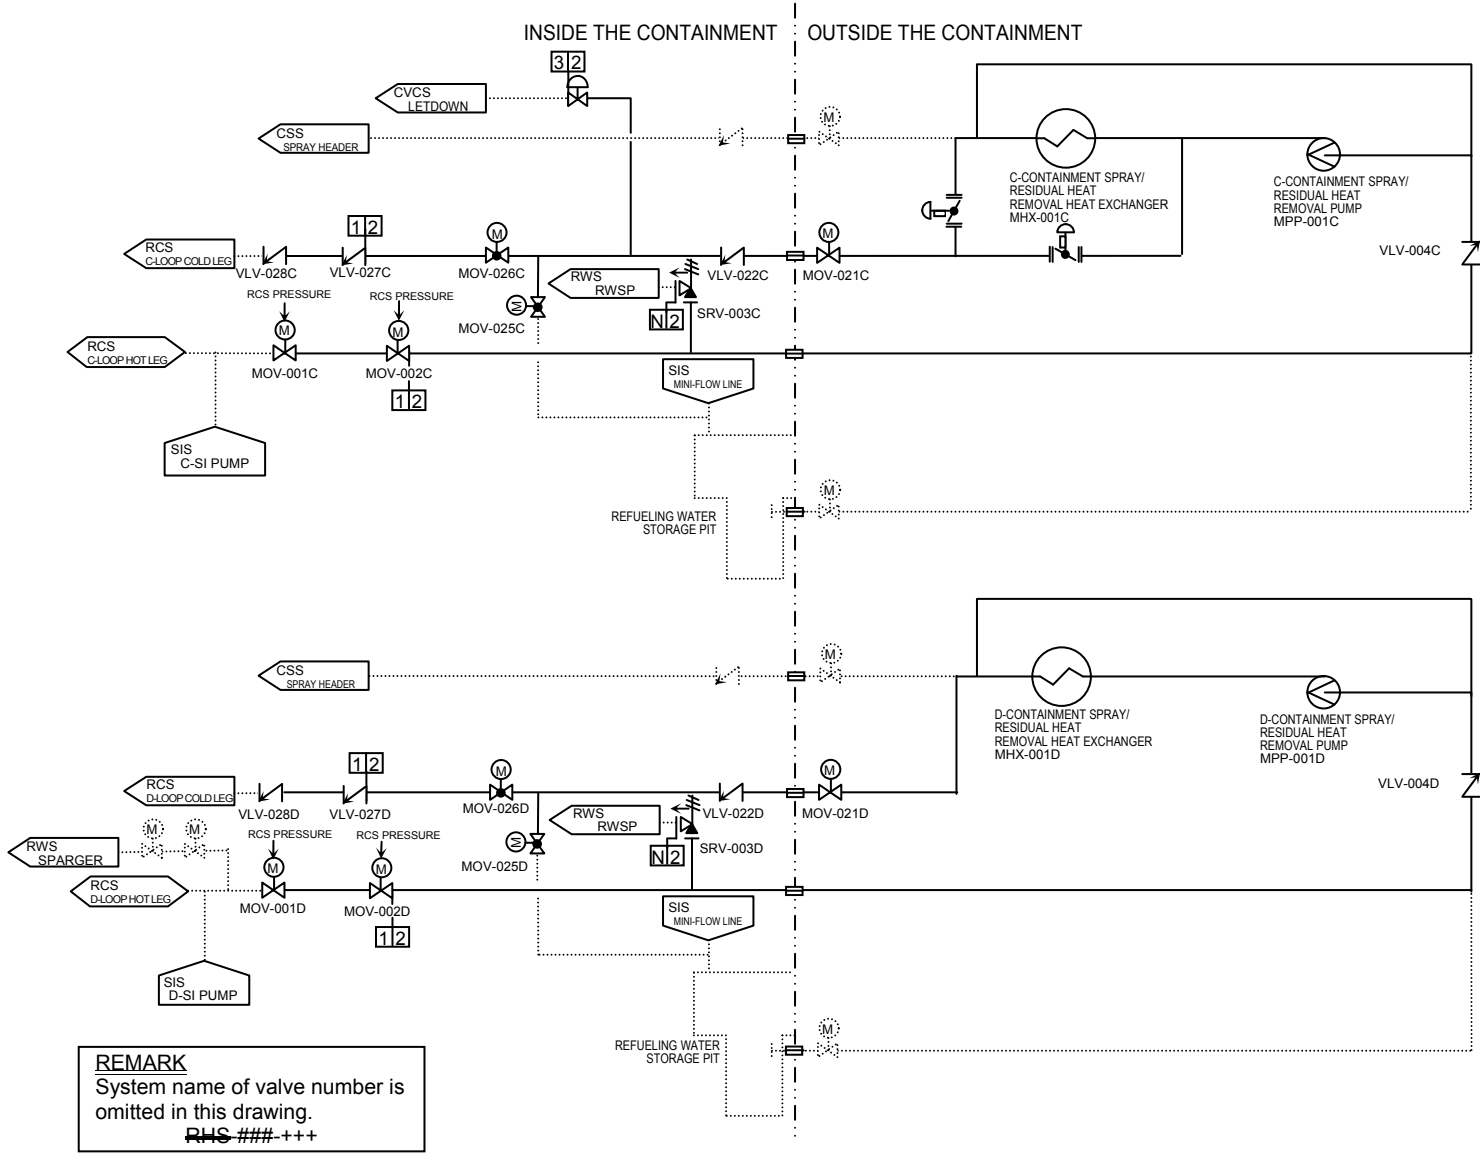 INSIDE THE CONTAINMENT
OUTSIDE THE CONTAINMENT
3 2
CVCS
LETDOWN
M
CSS
SPRAY HEADER
C-CONTAINMENT SPRAY/
RESIDUAL HEAT
REMOVAL HEAT EXCHANGER
MHX-001C
C-CONTAINMENT SPRAY/
RESIDUAL HEAT
REMOVAL PUMP
MPP-001C
1 2
M
M
RCS
C-LOOP COLD LEG
VLV-028C
VLV-027C
MOV-026C
VLV-022C
MOV-021C
VLV-004C
RWS
RWSP
RCS PRESSURE
RCS PRESSURE
M
MOV-025C
N 2
SRV-003C
M
M
RCS
C-LOOP HOT LEG
MOV-001C
MOV-002C
1 2
SIS
MINI-FLOW LINE
SIS
C-SI PUMP
M
REFUELING WATER
STORAGE PIT
M
CSS
SPRAY HEADER
D-CONTAINMENT SPRAY/
RESIDUAL HEAT
REMOVAL HEAT EXCHANGER
MHX-001D
D-CONTAINMENT SPRAY/
RESIDUAL HEAT
REMOVAL PUMP
MPP-001D
1 2
M
M
RCS
D-LOOP COLD LEG
VLV-028D
VLV-027D
MOV-026D
VLV-022D
MOV-021D
VLV-004D
RWS
RWSP
M
M
RCS PRESSURE
RCS PRESSURE
RWS
SPARGER
M
MOV-025D
N 2
SRV-003D
M
M
RCS
D-LOOP HOT LEG
MOV-001D
MOV-002D
1 2
SIS
MINI-FLOW LINE
SIS
D-SI PUMP
M
REFUELING WATER
STORAGE PIT
REMARK
System name of valve number is
omitted in this drawing.
RHS-###-+++